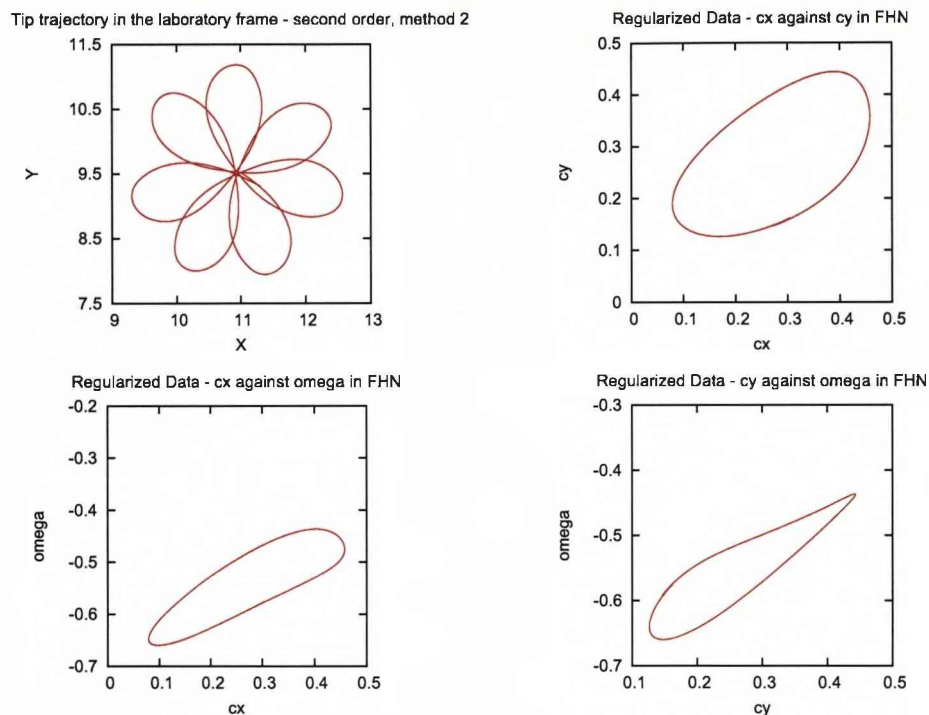 Tip trajectory in the laboratory frame - second order, method 2
11.5
10.5
9.5
8.5
7.5
Y
9 10 11 12 13
X
Regularized Data - cx against cy in FHN
0.5
0.4
0.3
0.2
0.1
0
cy
0 0.1 0.2 0.3 0.4 0.5
cx
Regularized Data - cx against omega in FHN
-0.2
-0.3
-0.4
-0.5
-0.6
-0.7
omega
0 0.1 0.2 0.3 0.4 0.5
cx
Regularized Data - cy against omega in FHN
-0.3
-0.4
-0.5
-0.6
-0.7
omega
0.1 0.2 0.3 0.4 0.5
cy